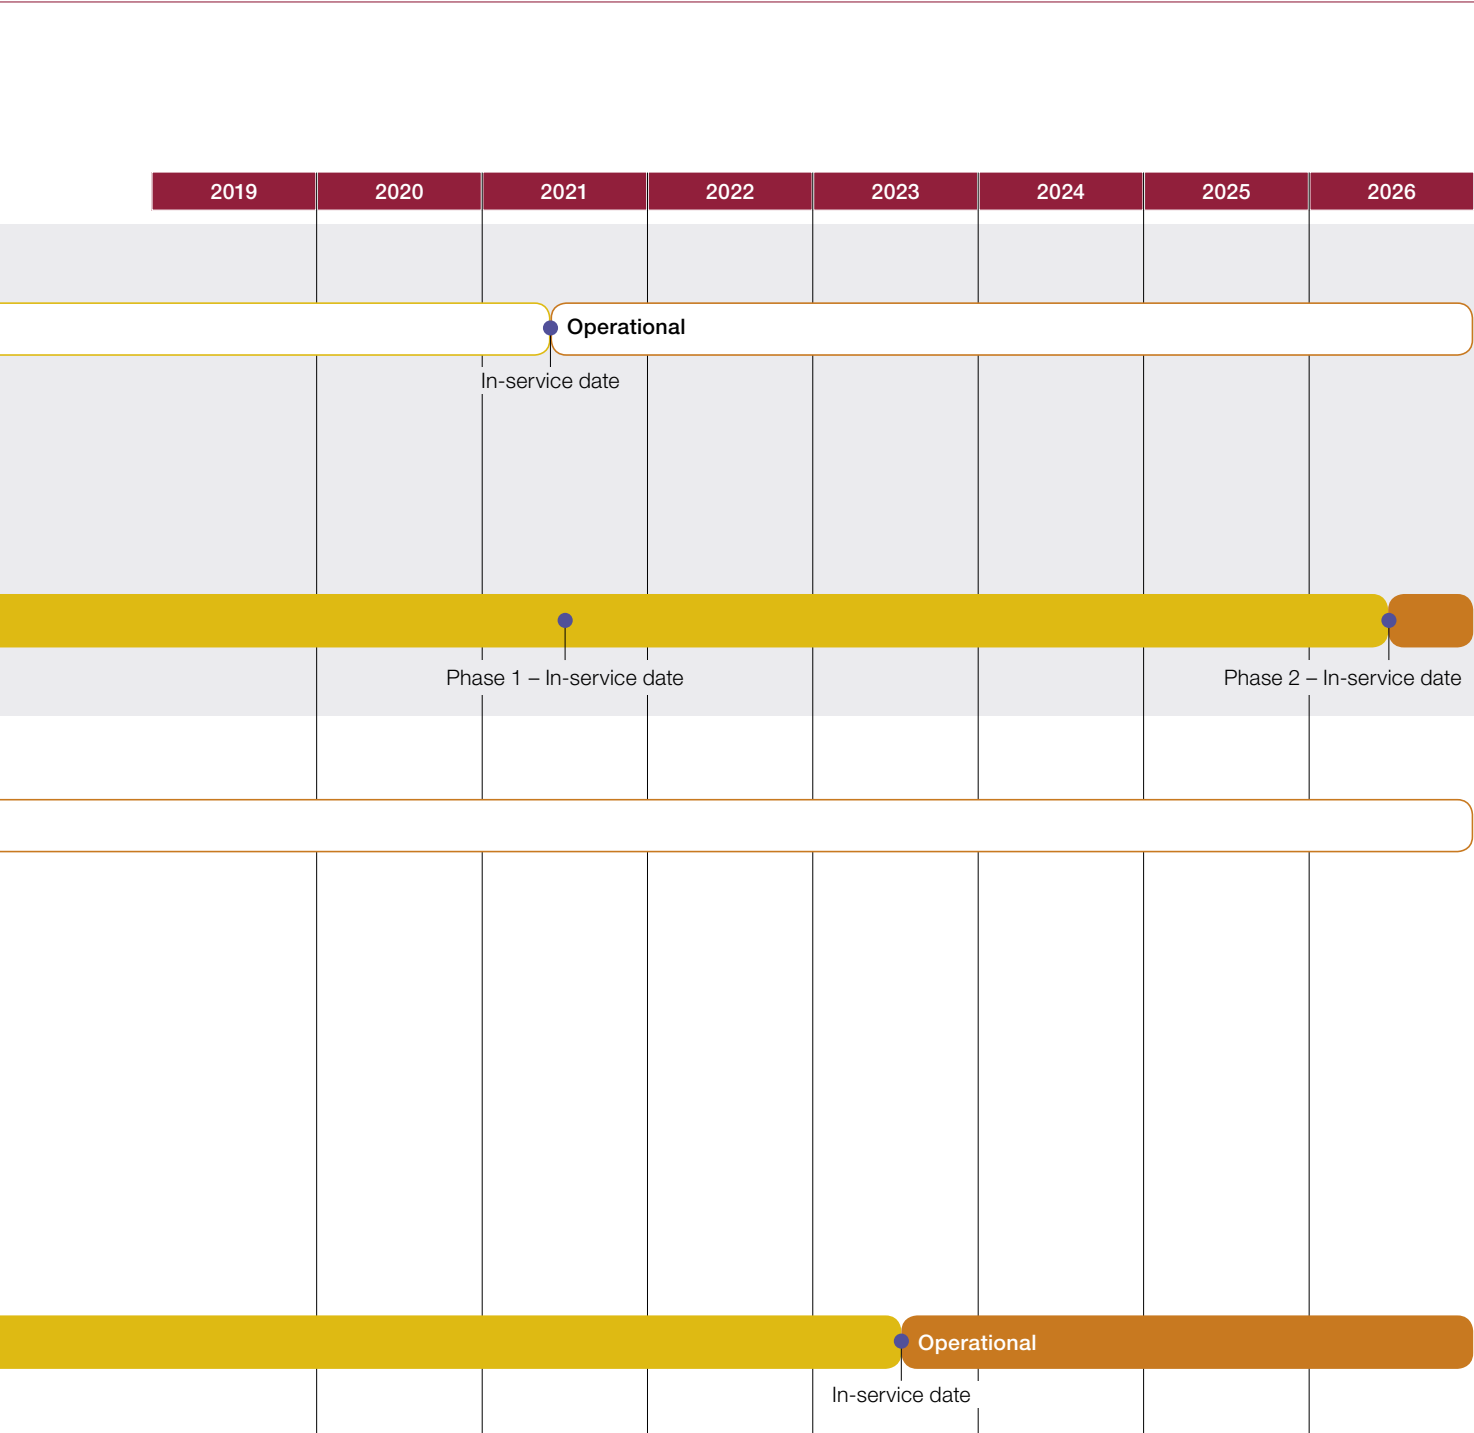 2019 2020 2021 2022 2023 2024 2025 2026
Operational
In-service date
Phase 1 – In-service date Phase 2 – In-service date
Operational
In-service date